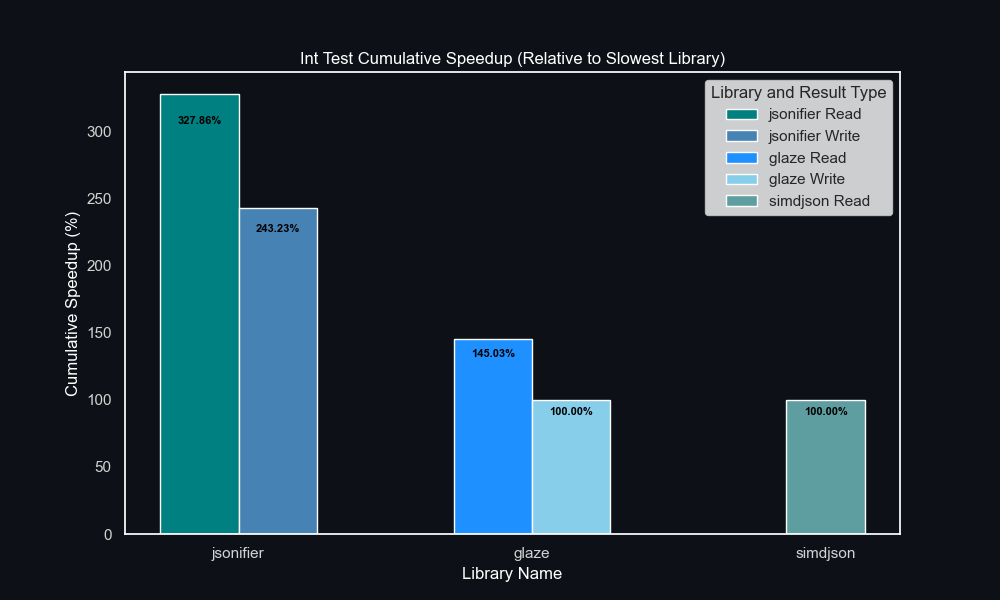 Int Test Cumulative Speedup (Relative to Slowest Library)
Library and Result Type
jsonifier Read
jsonifier Write
glaze Read
glaze Write
simdjson Read
Cumulative Speedup (%)
300
250
200
150
100
50
0
327.86%
243.23%
145.03%
100.00%
100.00%
jsonifier
glaze
simdjson
Library Name